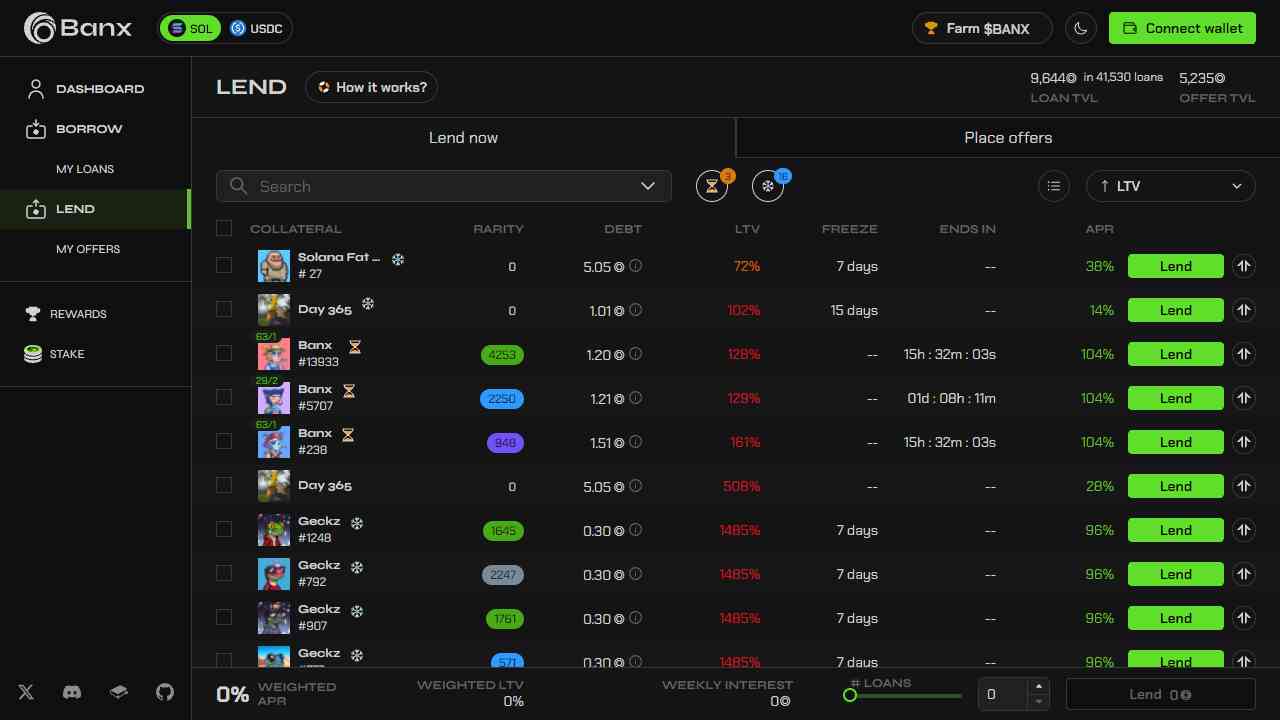 Banx
SOL
USDC
Farm $BANX
Connect wallet
DASHBOARD
BORROW
MY LOANS
LEND
MY OFFERS
REWARDS
STAKE
LEND
How it works?
9,644 in 41,530 loans
LOAN TVL
5,235
OFFER TVL
Lend now
Place offers
Search
3
16
LTV
COLLATERAL RARITY DEBT LTV FREEZE ENDS IN APR
Solana Fat ...
# 27
0 5.05 72% 7 days -- 38% Lend
Day 365 0 1.01 102% 15 days -- 14% Lend
63/1
Banx
#13933
4253 1.20 128% -- 15h : 32m : 03s 104% Lend
29/2
Banx
#5707
2250 1.21 129% -- 01d : 08h : 11m 104% Lend
63/1
Banx
#238
948 1.51 161% -- 15h : 32m : 03s 104% Lend
Day 365 0 5.05 508% -- -- 28% Lend
Geckz
#1248
1645 0.30 1485% 7 days -- 96% Lend
Geckz
#792
2247 0.30 1485% 7 days -- 96% Lend
Geckz
#907
1761 0.30 1485% 7 days -- 96% Lend
Geckz
571 0.30 1485% 7 days -- 96% Lend
0% WEIGHTED APR
WEIGHTED LTV
0%
WEEKLY INTEREST
0
# LOANS
0
Lend 0